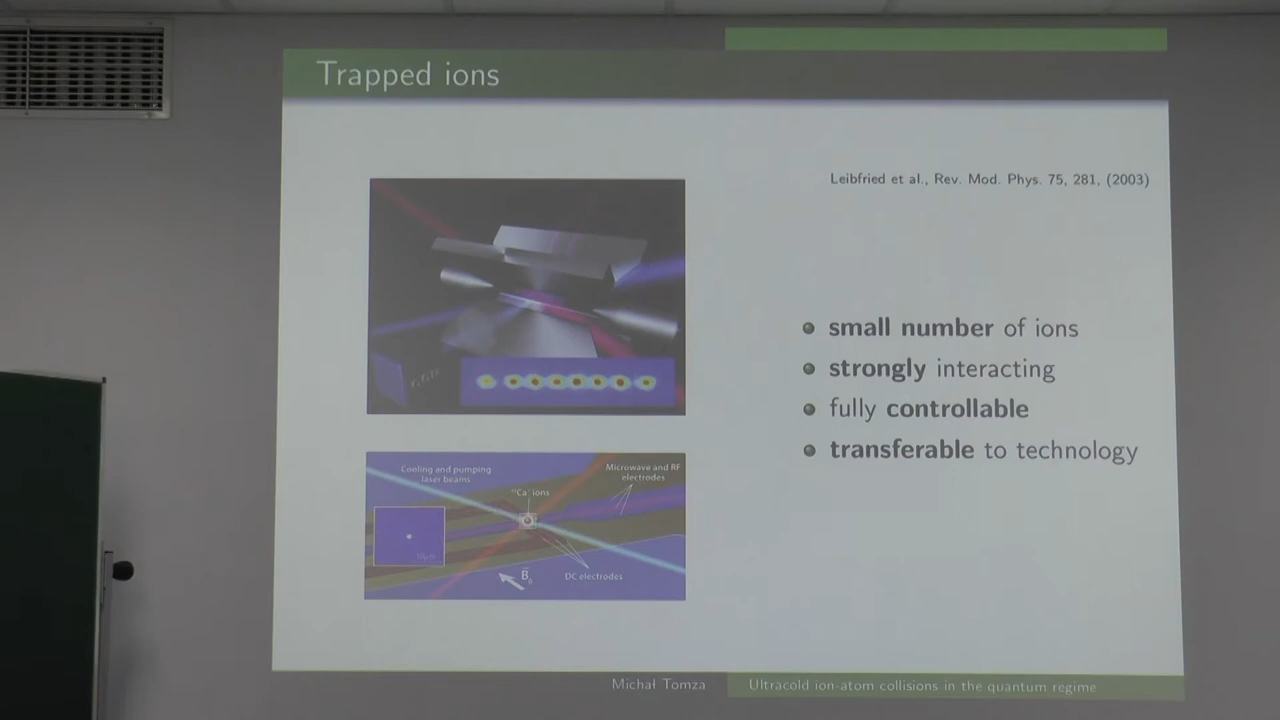 Trapped ions
Leibfried et al., Rev. Mod. Phys. 75, 281, (2003)
small number of ions
strongly interacting
fully controllable
transferable to technology
Cooling and pumping
laser beams
Microwave and RF
electrodes
Ca⁺ ions
DC electrodes
B₀
Michał Tomza
Ultracold ion-atom collisions in the quantum regime